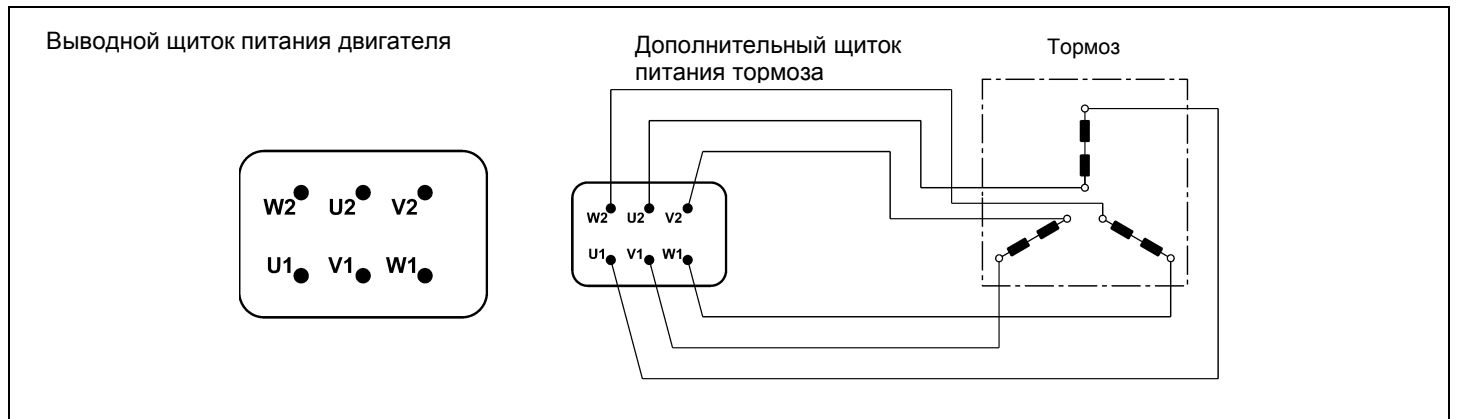 Выводной щиток питания двигателя
Дополнительный щиток
питания тормоза
Тормоз
W2 U2 V2
U1 V1 W1
W2 U2 V2
U1 V1 W1